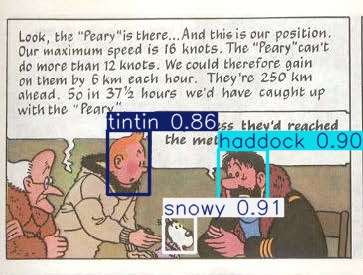 Look, the "Peary" is there...And this is our position.
Our maximum speed is 16 knots. The "Peary" can't
do more than 12 knots. We could therefore gain
on them by 6 km each hour. They're 250 km
ahead. So in 37½ hours we'd have caught up
with the "Peary"
tintin 0.86
ess they'd reached
the met
haddock 0.90
snowy 0.91